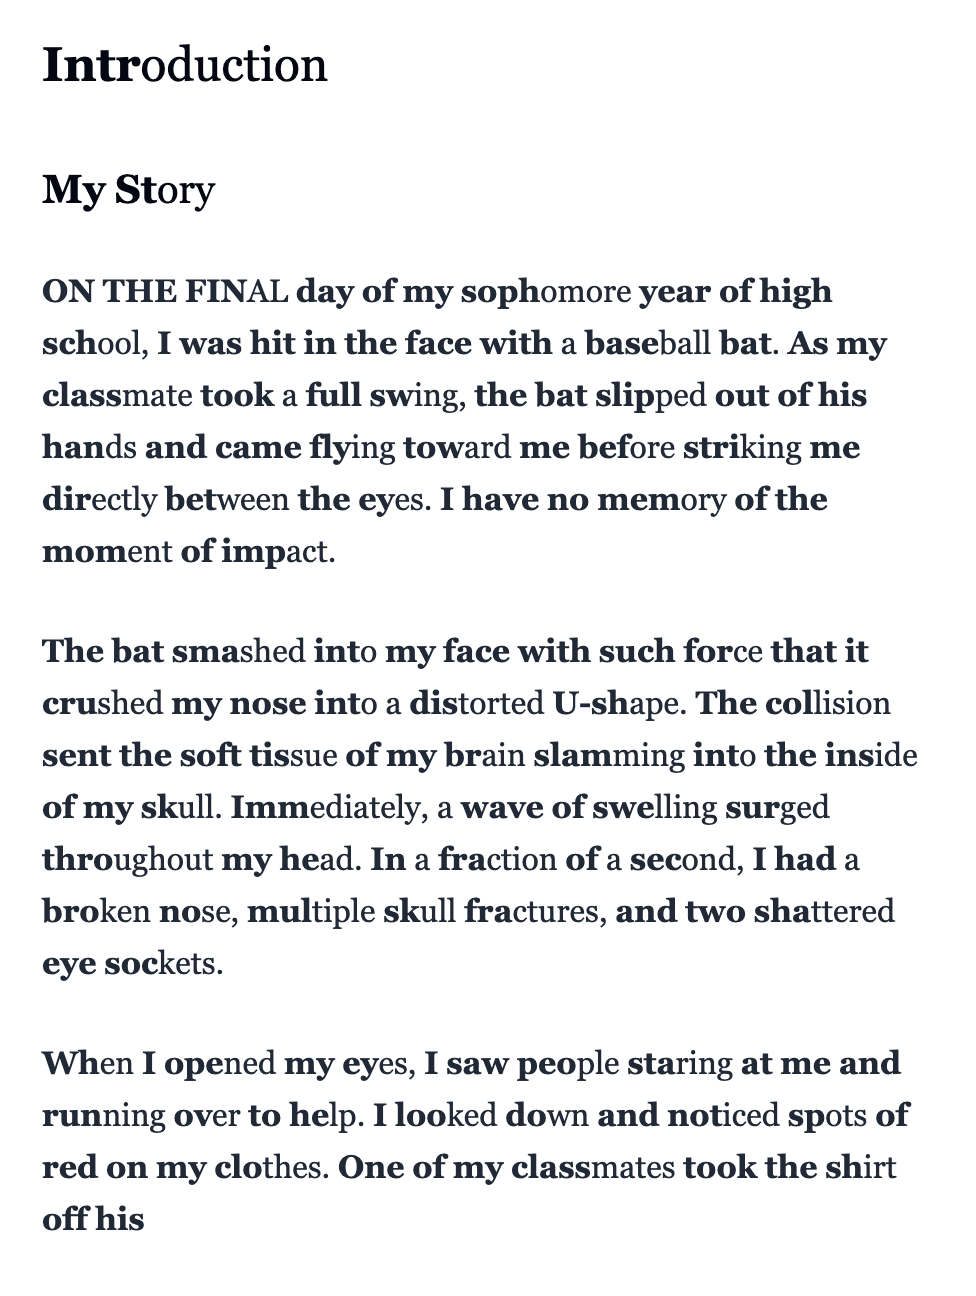 Introduction
My Story
ON THE FINAL day of my sophomore year of high
school, I was hit in the face with a baseball bat. As my
classmate took a full swing, the bat slipped out of his
hands and came flying toward me before striking me
directly between the eyes. I have no memory of the
moment of impact.
The bat smashed into my face with such force that it
crushed my nose into a distorted U-shape. The collision
sent the soft tissue of my brain slamming into the inside
of my skull. Immediately, a wave of swelling surged
throughout my head. In a fraction of a second, I had a
broken nose, multiple skull fractures, and two shattered
eye sockets.
When I opened my eyes, I saw people staring at me and
running over to help. I looked down and noticed spots of
red on my clothes. One of my classmates took the shirt
off his